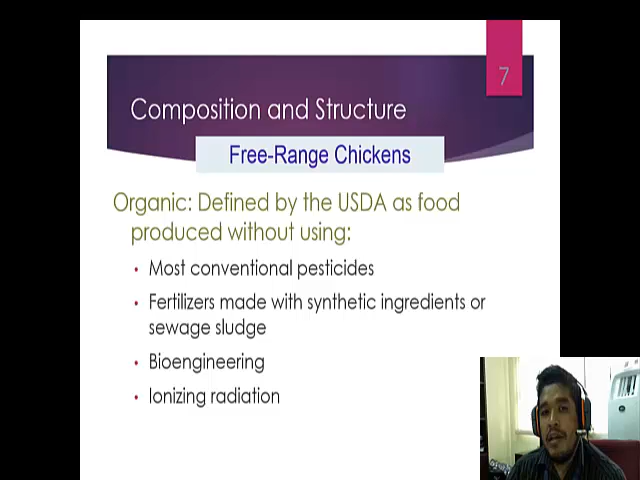 7
Composition and Structure
Free-Range Chickens
Organic: Defined by the USDA as food
produced without using:
• Most conventional pesticides
• Fertilizers made with synthetic ingredients or
sewage sludge
• Bioengineering
• Ionizing radiation